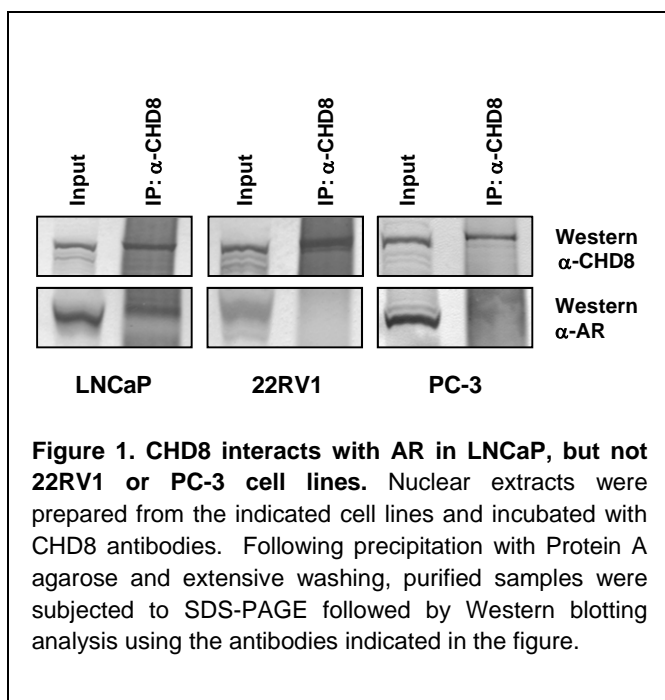 Input
IP: α-CHD8
Input
IP: α-CHD8
Input
IP: α-CHD8
Western
α-CHD8
Western
α-AR
LNCaP
22RV1
PC-3
Figure 1. CHD8 interacts with AR in LNCaP, but not
22RV1 or PC-3 cell lines. Nuclear extracts were
prepared from the indicated cell lines and incubated with
CHD8 antibodies. Following precipitation with Protein A
agarose and extensive washing, purified samples were
subjected to SDS-PAGE followed by Western blotting
analysis using the antibodies indicated in the figure.